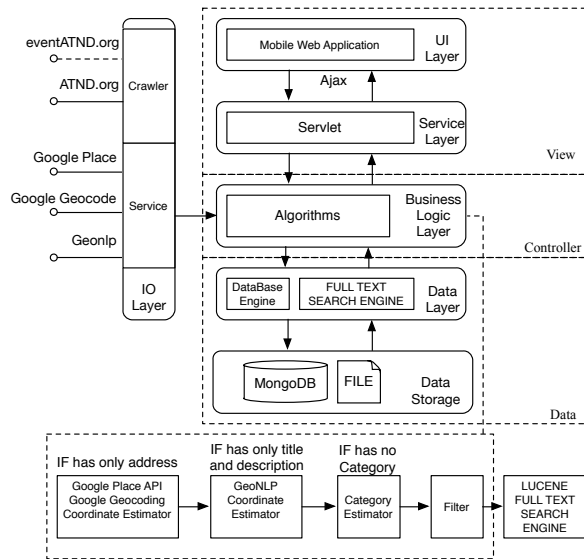 eventATND.org
ATND.org
Google Place
Google Geocode
Geonlp
Crawler
Service
IO
Layer
Mobile Web Application
UI
Layer
Ajax
Servlet
Service
Layer
View
Algorithms
Business
Logic
Layer
Controller
DataBase
Engine
FULL TEXT
SEARCH ENGINE
Data
Layer
MongoDB
FILE
Data
Storage
Data
IF has only address
Google Place API
Google Geocoding
Coordinate Estimator
IF has only title
and description
GeoNLP
Coordinate
Estimator
IF has no
Category
Category
Estimator
Filter
LUCENE
FULL TEXT
SEARCH
ENGINE